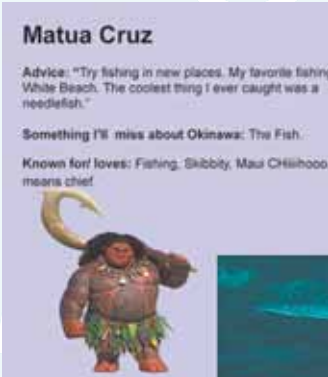 Matua Cruz
Advice: "Try fishing in new places. My favorite fishing
White Beach. The coolest thing I ever caught was a
needlefish."
Something I'll miss about Okinawa: The Fish.
Known for/ loves: Fishing, Skibbity, Maui CHiiihooo
means chief